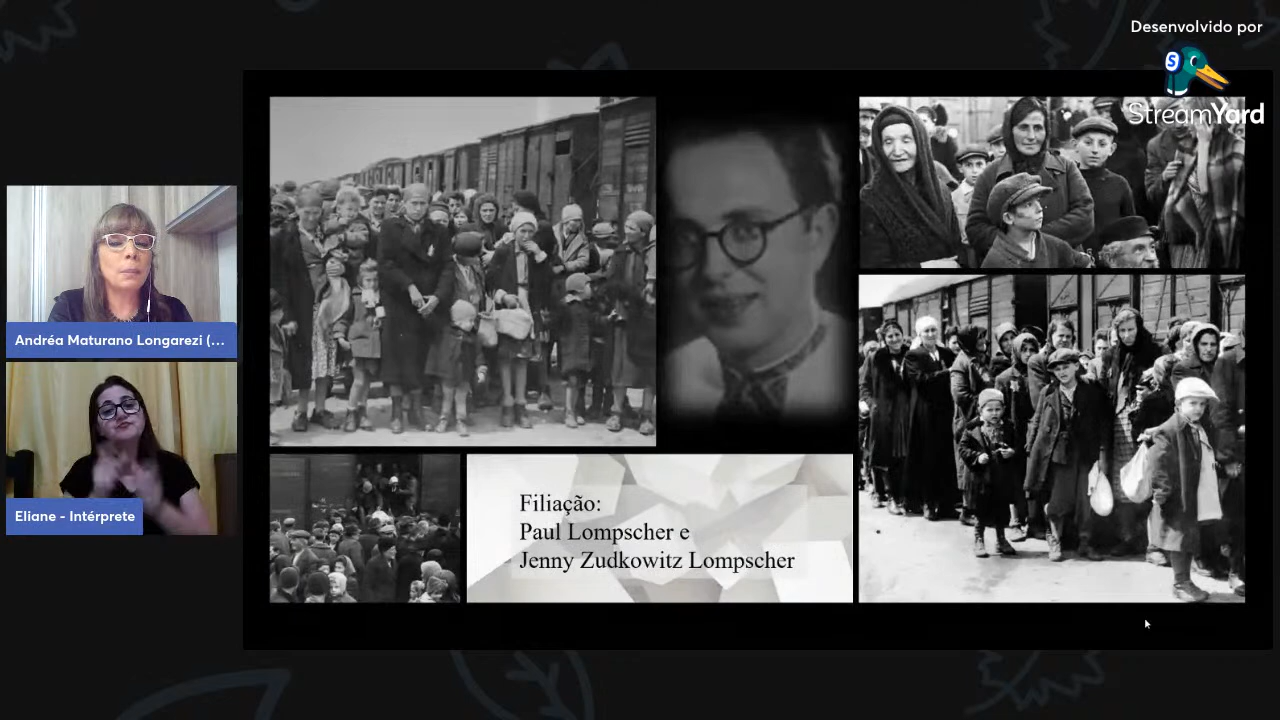 Desenvolvido por
StreamYard
Andréa Maturano Longarezi (...
Eliane - Intérprete
Filiação:
Paul Lompscher e
Jenny Zudkowitz Lompscher